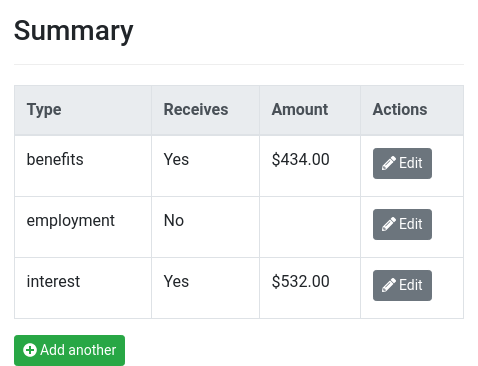 Summary
Type Receives Amount Actions
benefits Yes $434.00 Edit
employment No Edit
interest Yes $532.00 Edit
Add another